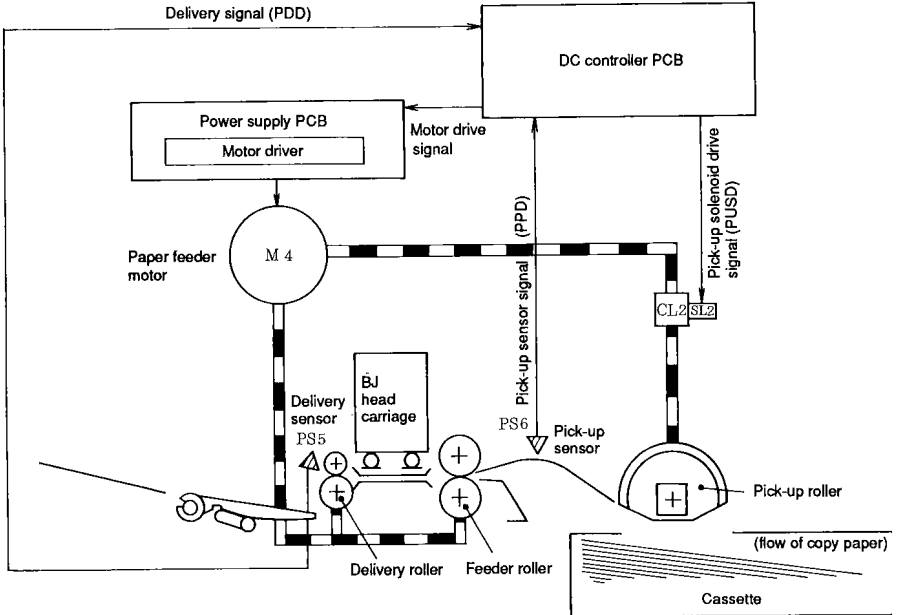 Delivery signal (PDD)
DC controller PCB
Power supply PCB
Motor driver
Motor drive
signal
Pick-up solenoid drive
signal (PUSD)
Pick-up sensor signal (PPD)
Paper feeder
motor
M 4
CL2
SL2
BJ
head
carriage
Delivery
sensor
PS5
PS6
Pick-up
sensor
Pick-up roller
Delivery roller
Feeder roller
(flow of copy paper)
Cassette